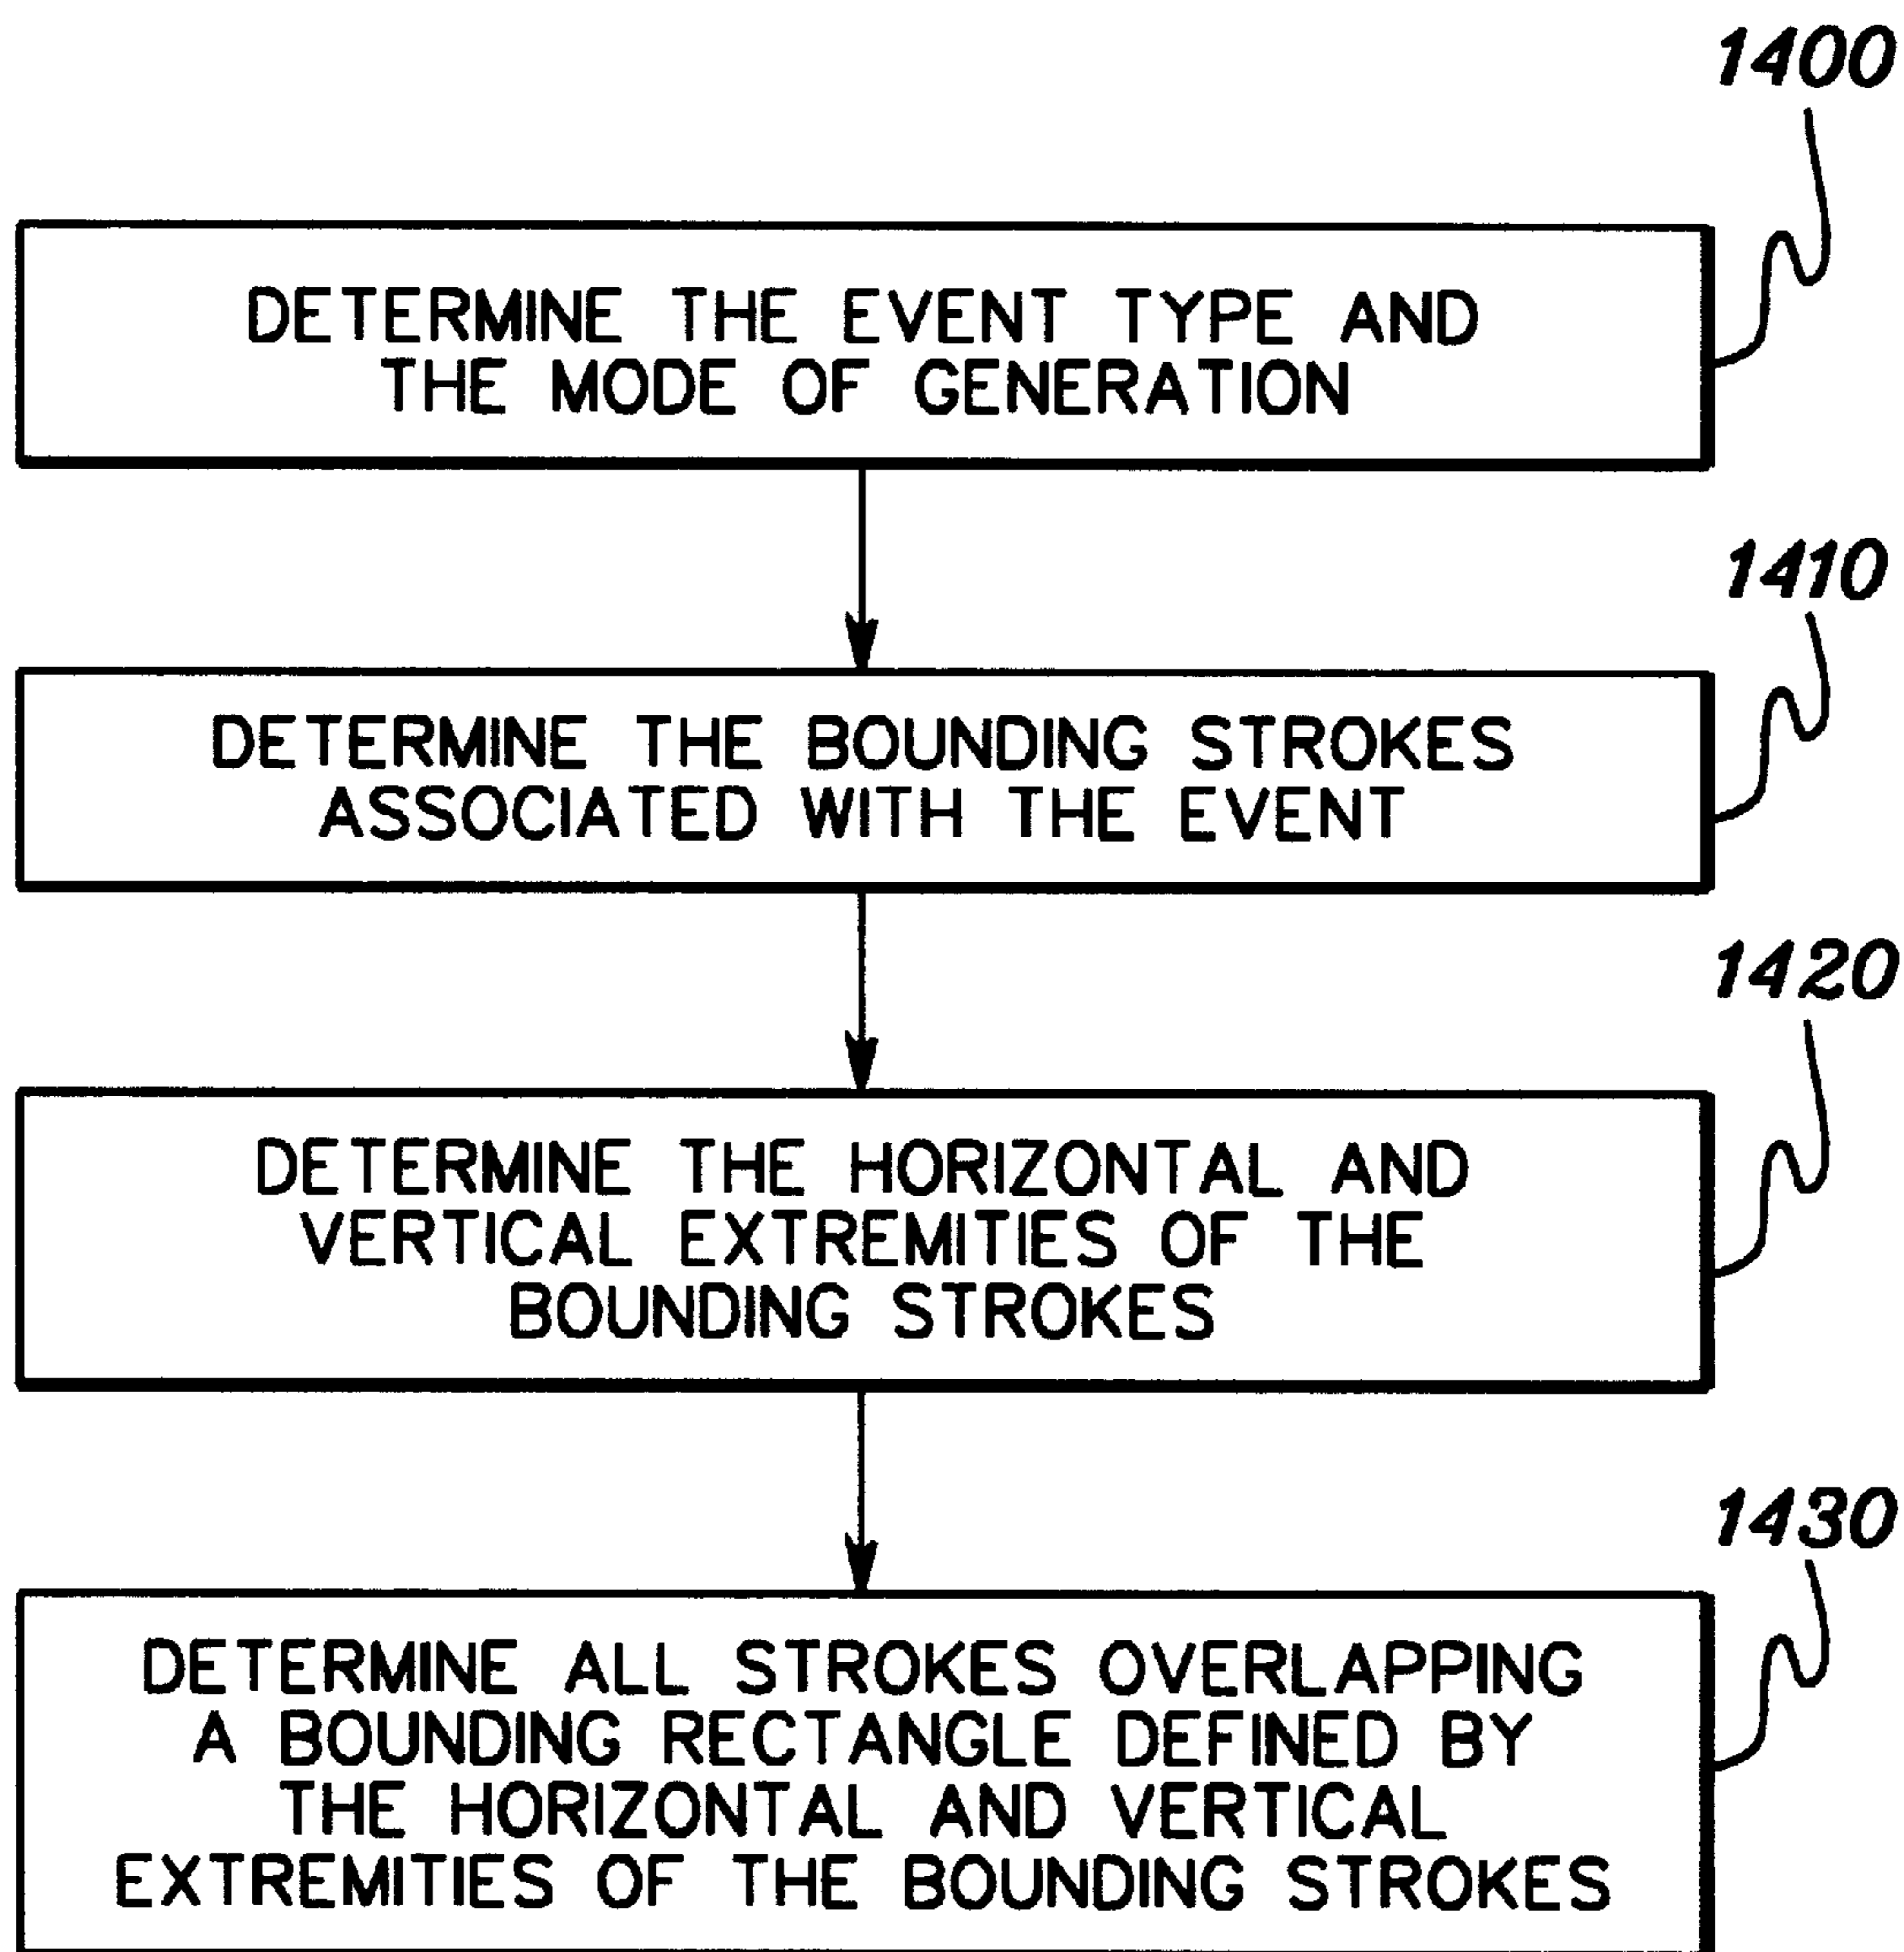 1400
DETERMINE THE EVENT TYPE AND
THE MODE OF GENERATION
1410
DETERMINE THE BOUNDING STROKES
ASSOCIATED WITH THE EVENT
1420
DETERMINE THE HORIZONTAL AND
VERTICAL EXTREMITIES OF THE
BOUNDING STROKES
1430
DETERMINE ALL STROKES OVERLAPPING
A BOUNDING RECTANGLE DEFINED BY
THE HORIZONTAL AND VERTICAL
EXTREMITIES OF THE BOUNDING STROKES